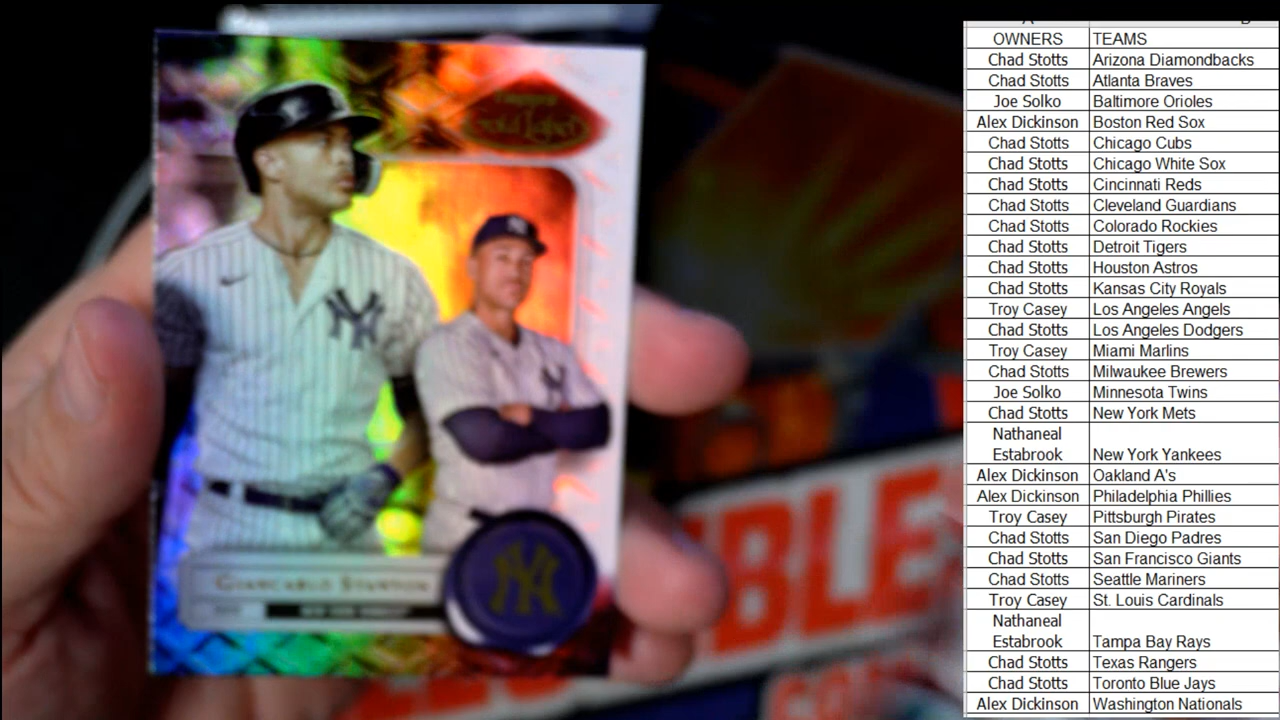 GIANCARLO STANTON
NEW YORK YANKEES
NY
BLE
OWNERS TEAMS
Chad Stotts Arizona Diamondbacks
Chad Stotts Atlanta Braves
Joe Solko Baltimore Orioles
Alex Dickinson Boston Red Sox
Chad Stotts Chicago Cubs
Chad Stotts Chicago White Sox
Chad Stotts Cincinnati Reds
Chad Stotts Cleveland Guardians
Chad Stotts Colorado Rockies
Chad Stotts Detroit Tigers
Chad Stotts Houston Astros
Chad Stotts Kansas City Royals
Troy Casey Los Angeles Angels
Chad Stotts Los Angeles Dodgers
Troy Casey Miami Marlins
Chad Stotts Milwaukee Brewers
Joe Solko Minnesota Twins
Chad Stotts New York Mets
Nathaneal
Estabrook New York Yankees
Alex Dickinson Oakland A's
Alex Dickinson Philadelphia Phillies
Troy Casey Pittsburgh Pirates
Chad Stotts San Diego Padres
Chad Stotts San Francisco Giants
Chad Stotts Seattle Mariners
Troy Casey St. Louis Cardinals
Nathaneal
Estabrook Tampa Bay Rays
Chad Stotts Texas Rangers
Chad Stotts Toronto Blue Jays
Alex Dickinson Washington Nationals